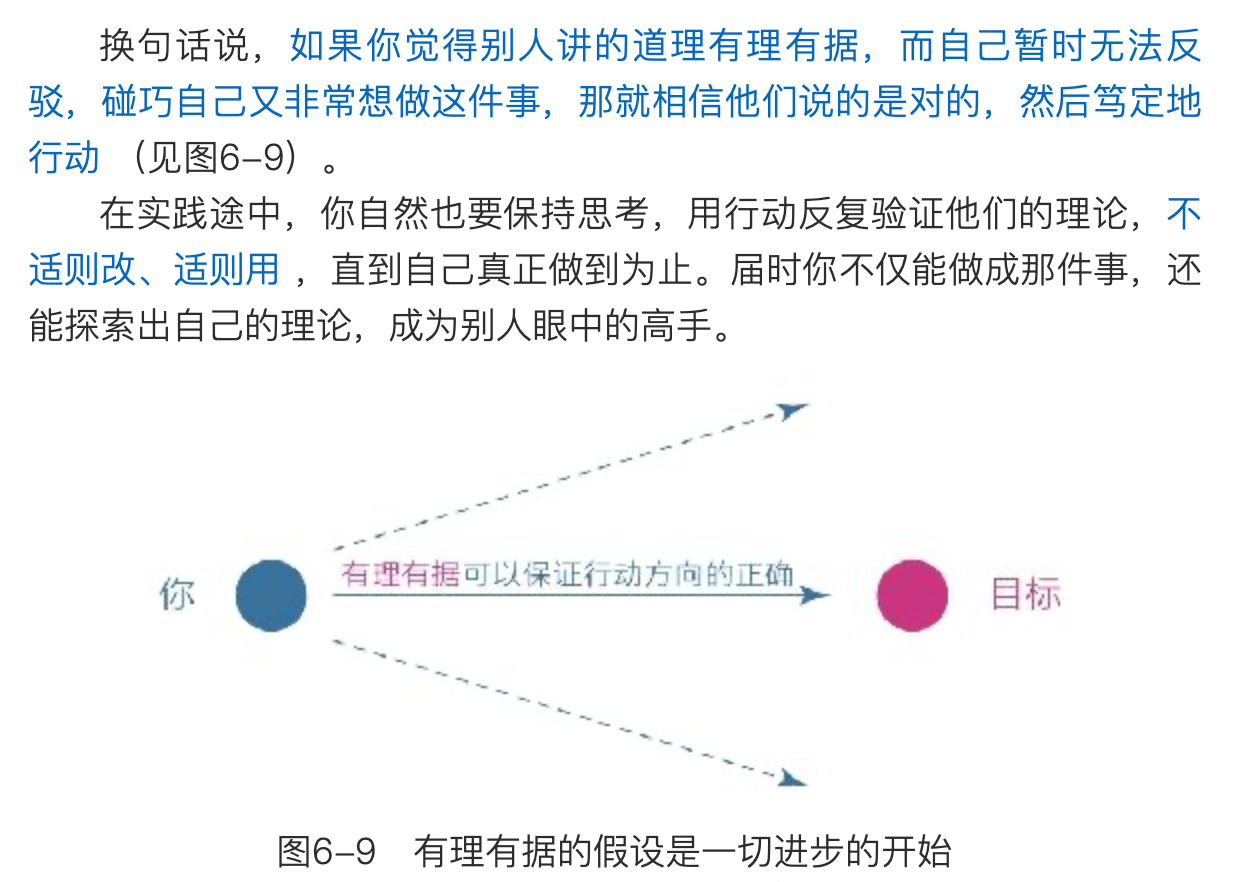 换句话说，如果你觉得别人讲的道理有理有据，而自己暂时无法反
驳，碰巧自己又非常想做这件事，那就相信他们说的是对的，然后笃定地
行动 （见图6–9）。
在实践途中，你自然也要保持思考，用行动反复验证他们的理论，不
适则改、适则用 ，直到自己真正做到为止。届时你不仅能做成那件事，还
能探索出自己的理论，成为别人眼中的高手。
有理有据可以保证行动方向的正确
你
目标
图6–9 有理有据的假设是一切进步的开始